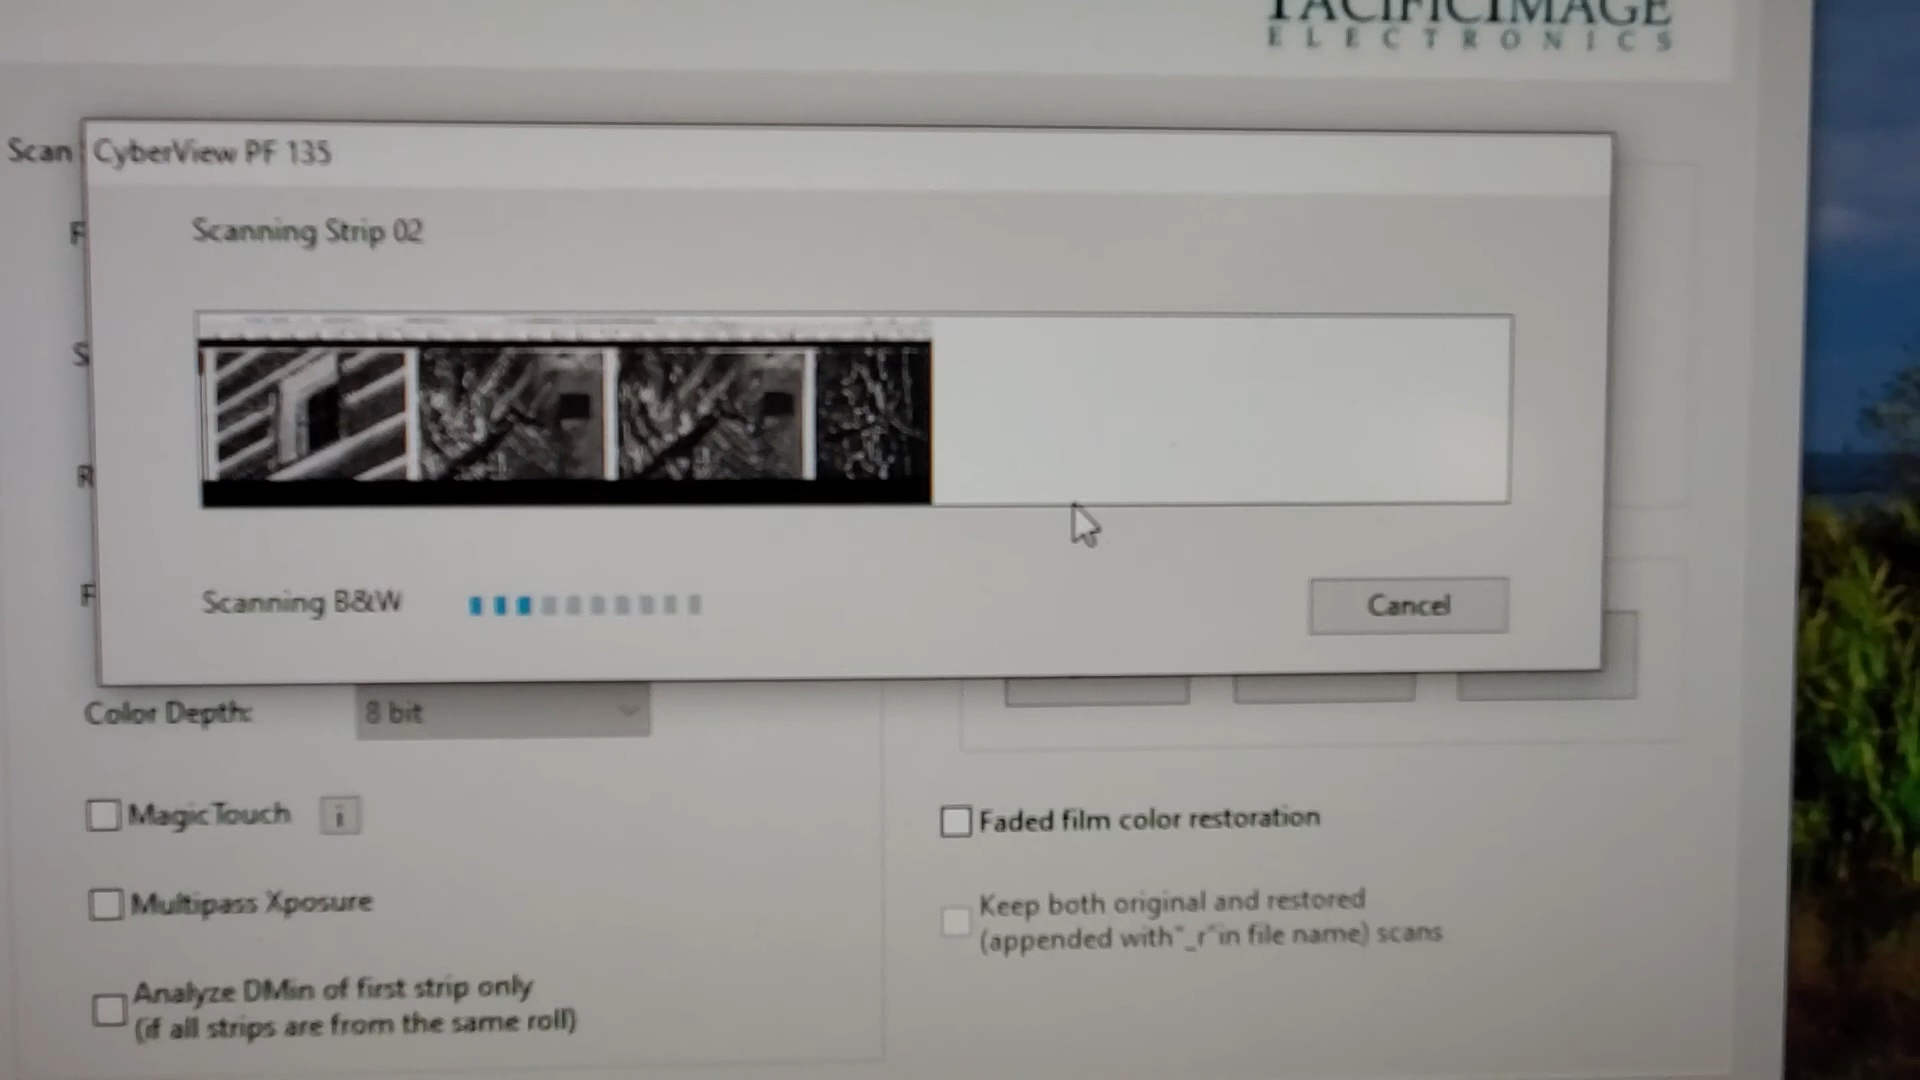 PACIFICIMAGE
ELECTRONICS
Scan
CyberView PF 135
Scanning Strip 02
F
S
R
F
Scanning B&W
Cancel
Color Depth:
8 bit
MagicTouch
i
Faded film color restoration
Multipass Xposure
Keep both original and restored
(appended with"_r"in file name) scans
Analyze DMin of first strip only
(if all strips are from the same roll)